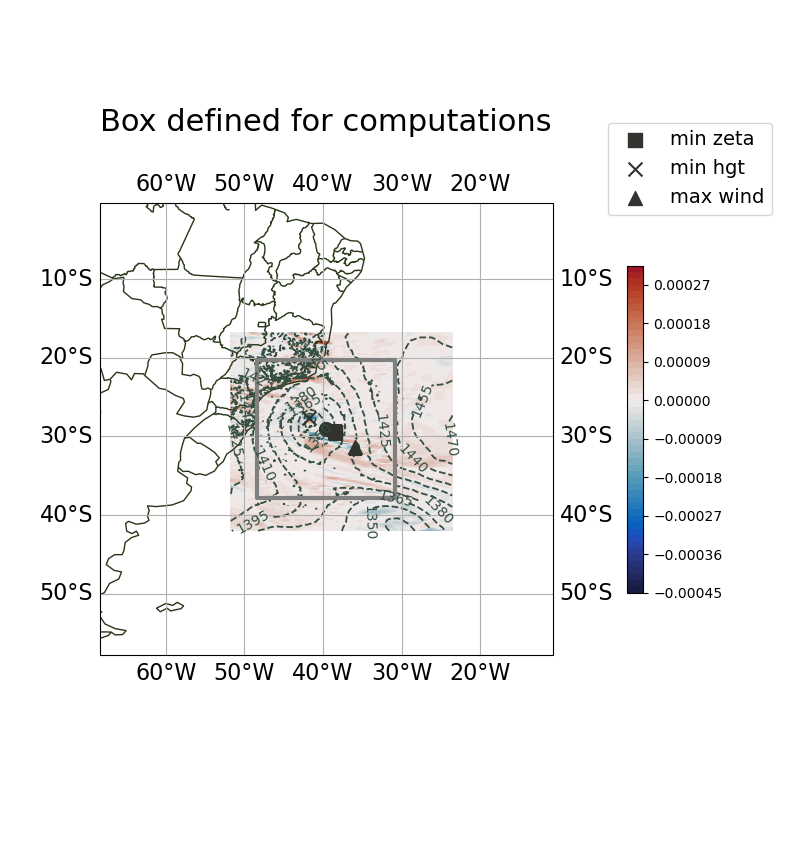 Box defined for computations
min zeta
min hgt
max wind
60°W 50°W 40°W 30°W 20°W
10°S 10°S
20°S 20°S
30°S 30°S
40°S 40°S
50°S 50°S
60°W 50°W 40°W 30°W 20°W
0.00027
0.00018
0.00009
0.00000
−0.00009
−0.00018
−0.00027
−0.00036
−0.00045
1380
1455
1425
1470
1410
1440
1365
1380
1395
1350